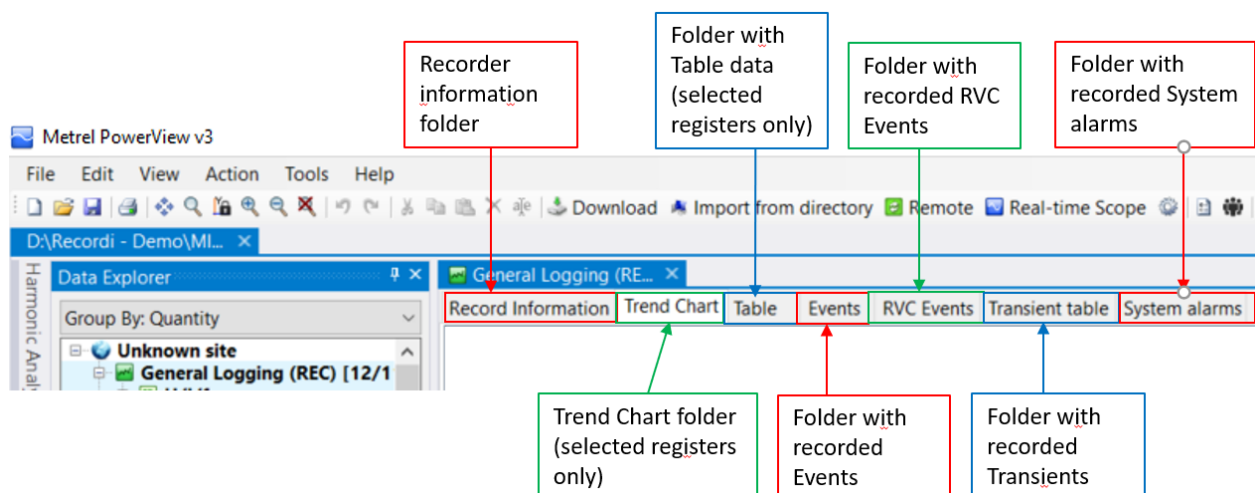 Recorder
information
folder
Folder with
Table data
(selected
registers only)
Folder with
recorded RVC
Events
Folder with
recorded System
alarms
Metrel PowerView v3
File Edit View Action Tools Help
Download Import from directory Remote Real-time Scope
D:\Recordi - Demo\MI...
Data Explorer
General Logging (RE...
Group By: Quantity
Record Information Trend Chart Table Events RVC Events Transient table System alarms
Unknown site
General Logging (REC) [12/1
Harmonic Analy
Trend Chart folder
(selected registers
only)
Folder with
recorded
Events
Folder with
recorded
Transients